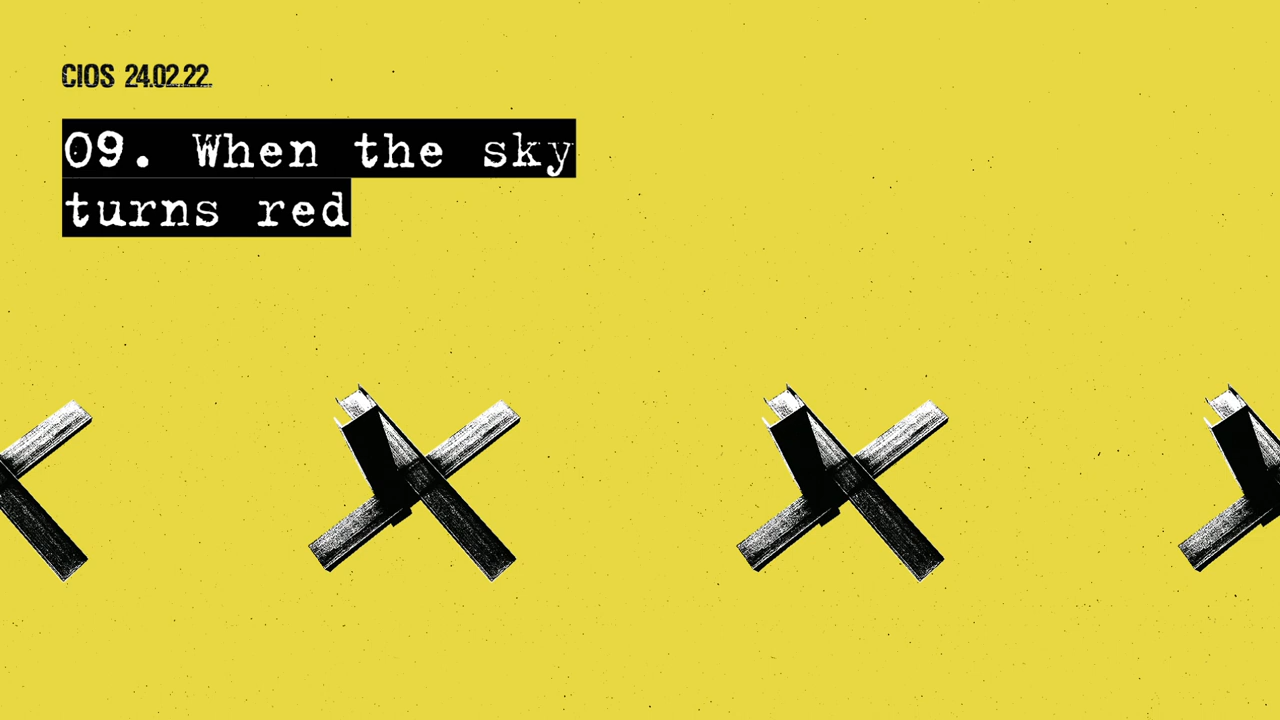 CIOS 24.02.22.
09. When the sky
turns red